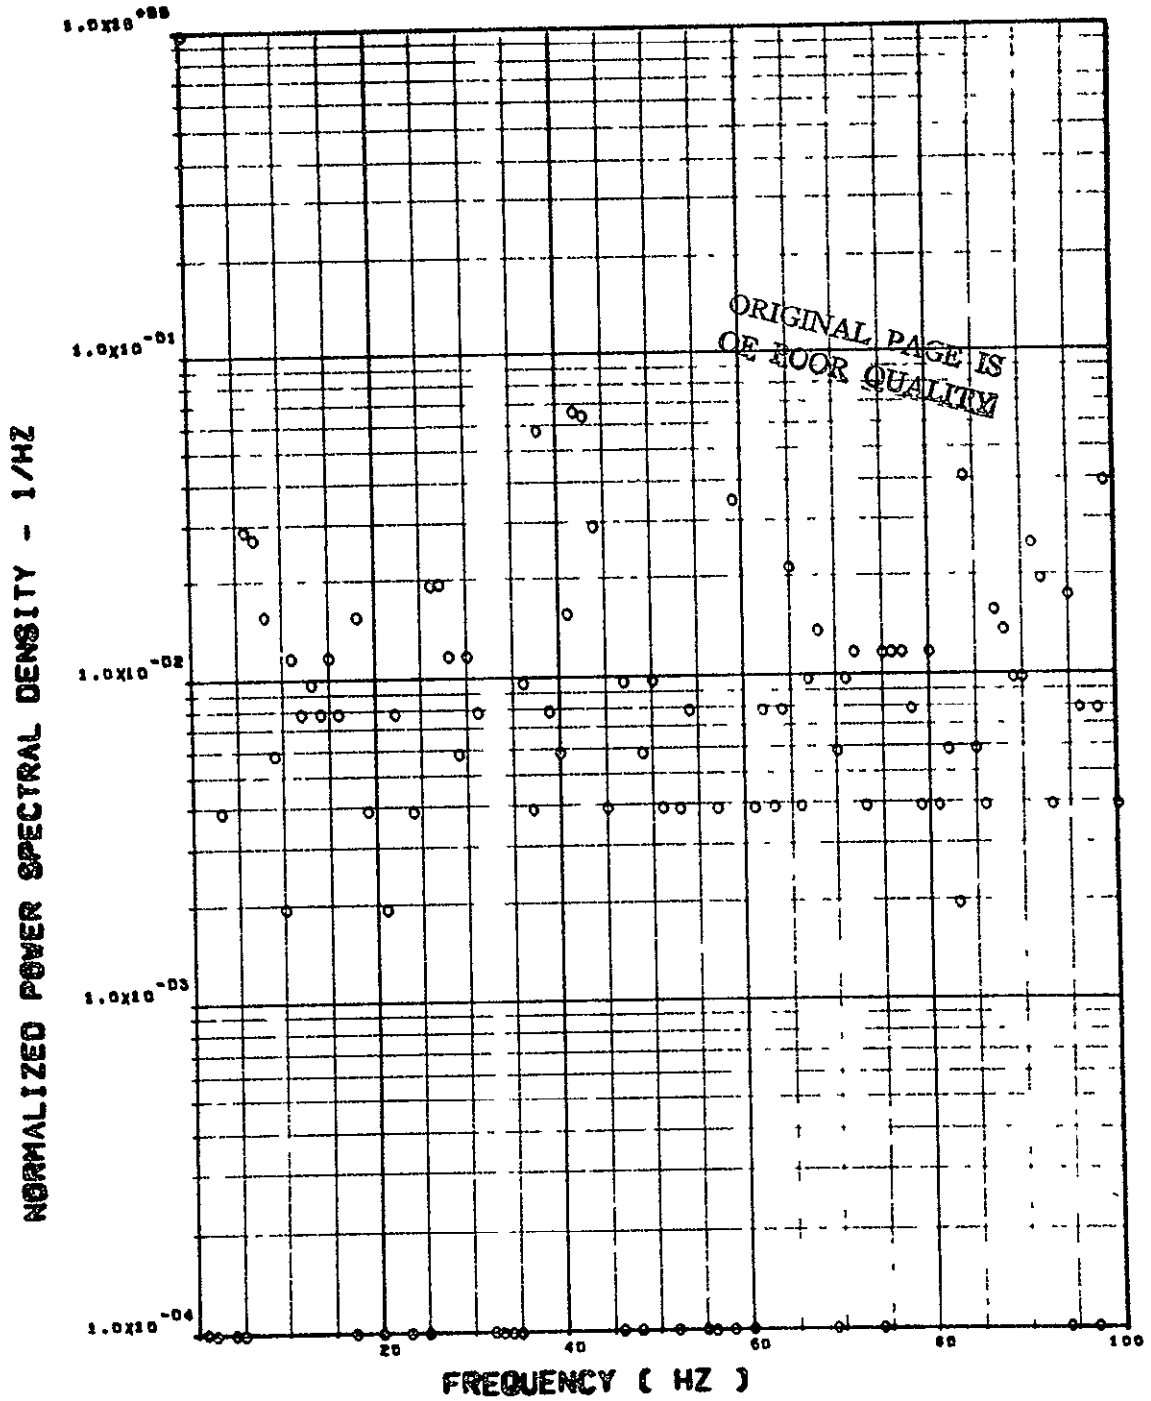 1.0X10+00
1.0X10-01
1.0X10-02
1.0X10-03
1.0X10-04
NORMALIZED POWER SPECTRAL DENSITY - 1/HZ
ORIGINAL PAGE IS
OF POOR QUALITY
20
40
60
80
100
FREQUENCY ( HZ )